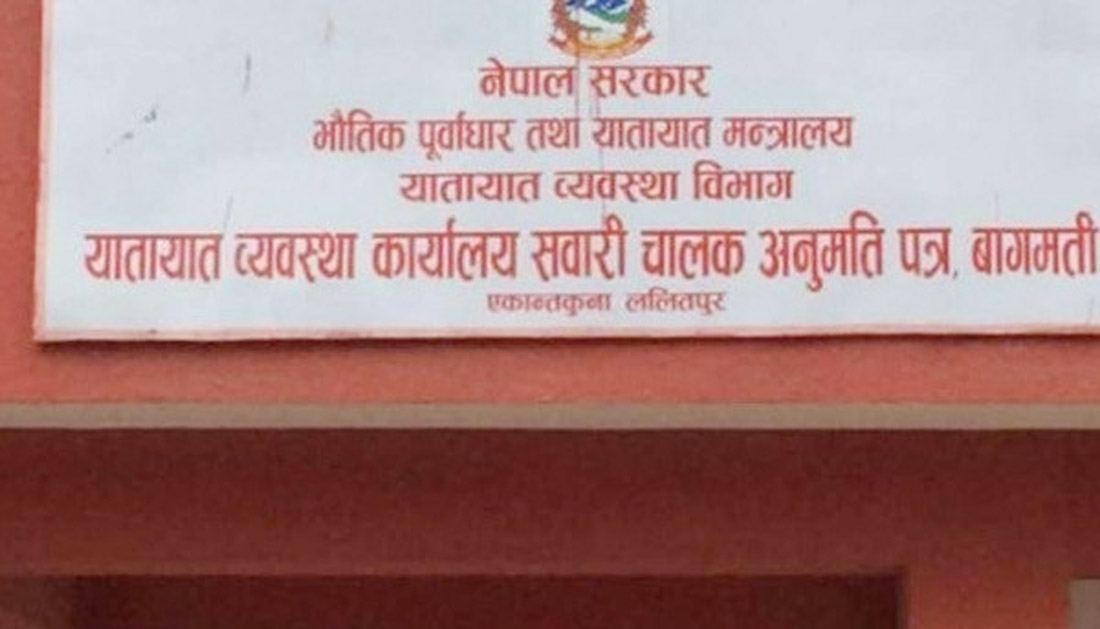 नेपाल सरकार
भौतिक पूर्वाधार तथा यातायात मन्त्रालय
यातायात व्यवस्था विभाग
यातायात व्यवस्था कार्यालय सवारी चालक अनुमति पत्र, बागमती
एकान्तकुना ललितपुर